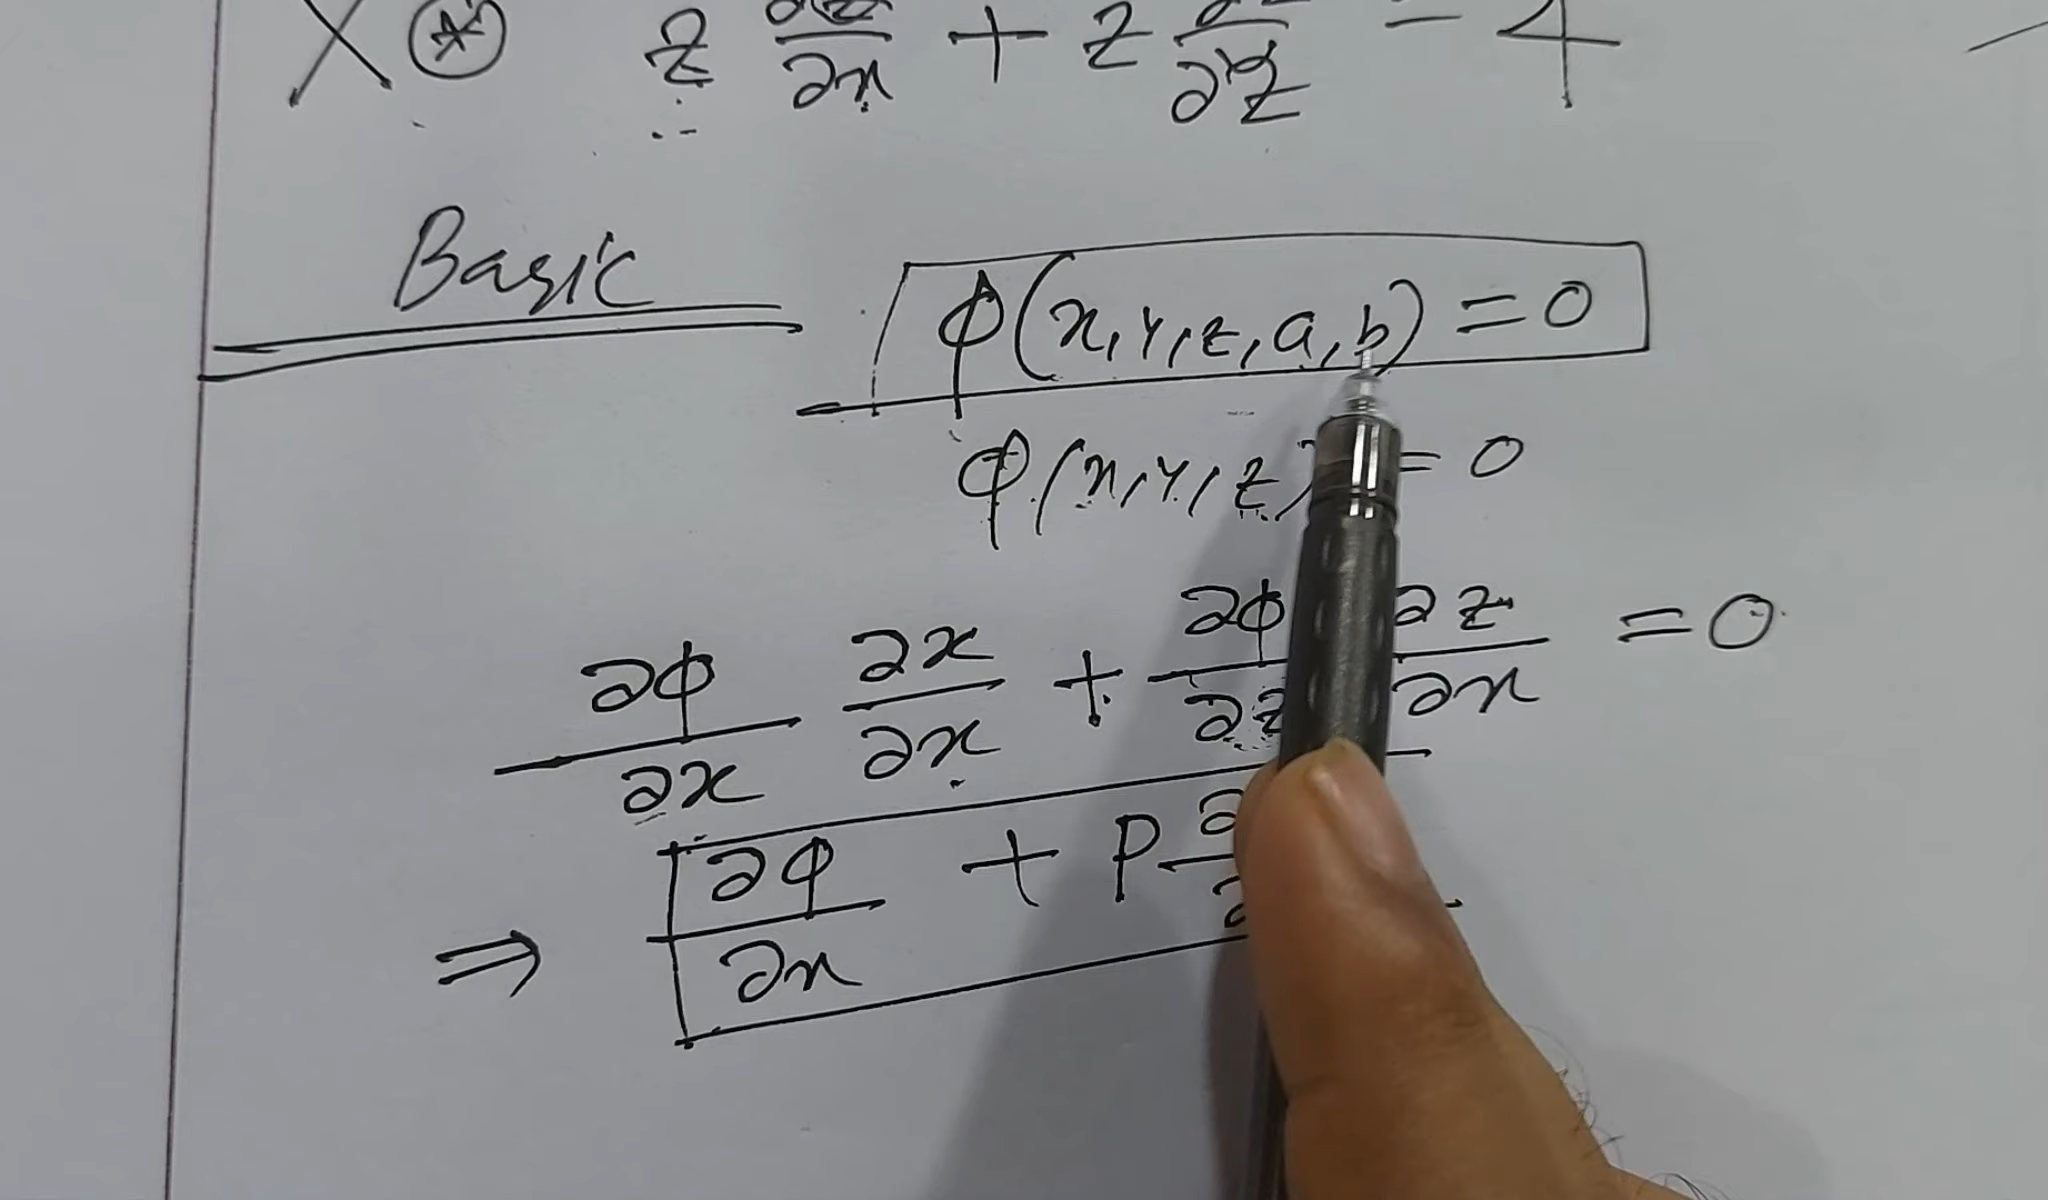 X ⊛ z ∂z/∂x + z ∂z/∂z = 4
Basic
ϕ(x, y, z, a, b) = 0
ϕ(x, y, z) = 0
∂ϕ/∂x ∂x/∂x + ∂ϕ/∂z ∂z/∂x = 0
⇒ ∂ϕ/∂x + P ∂